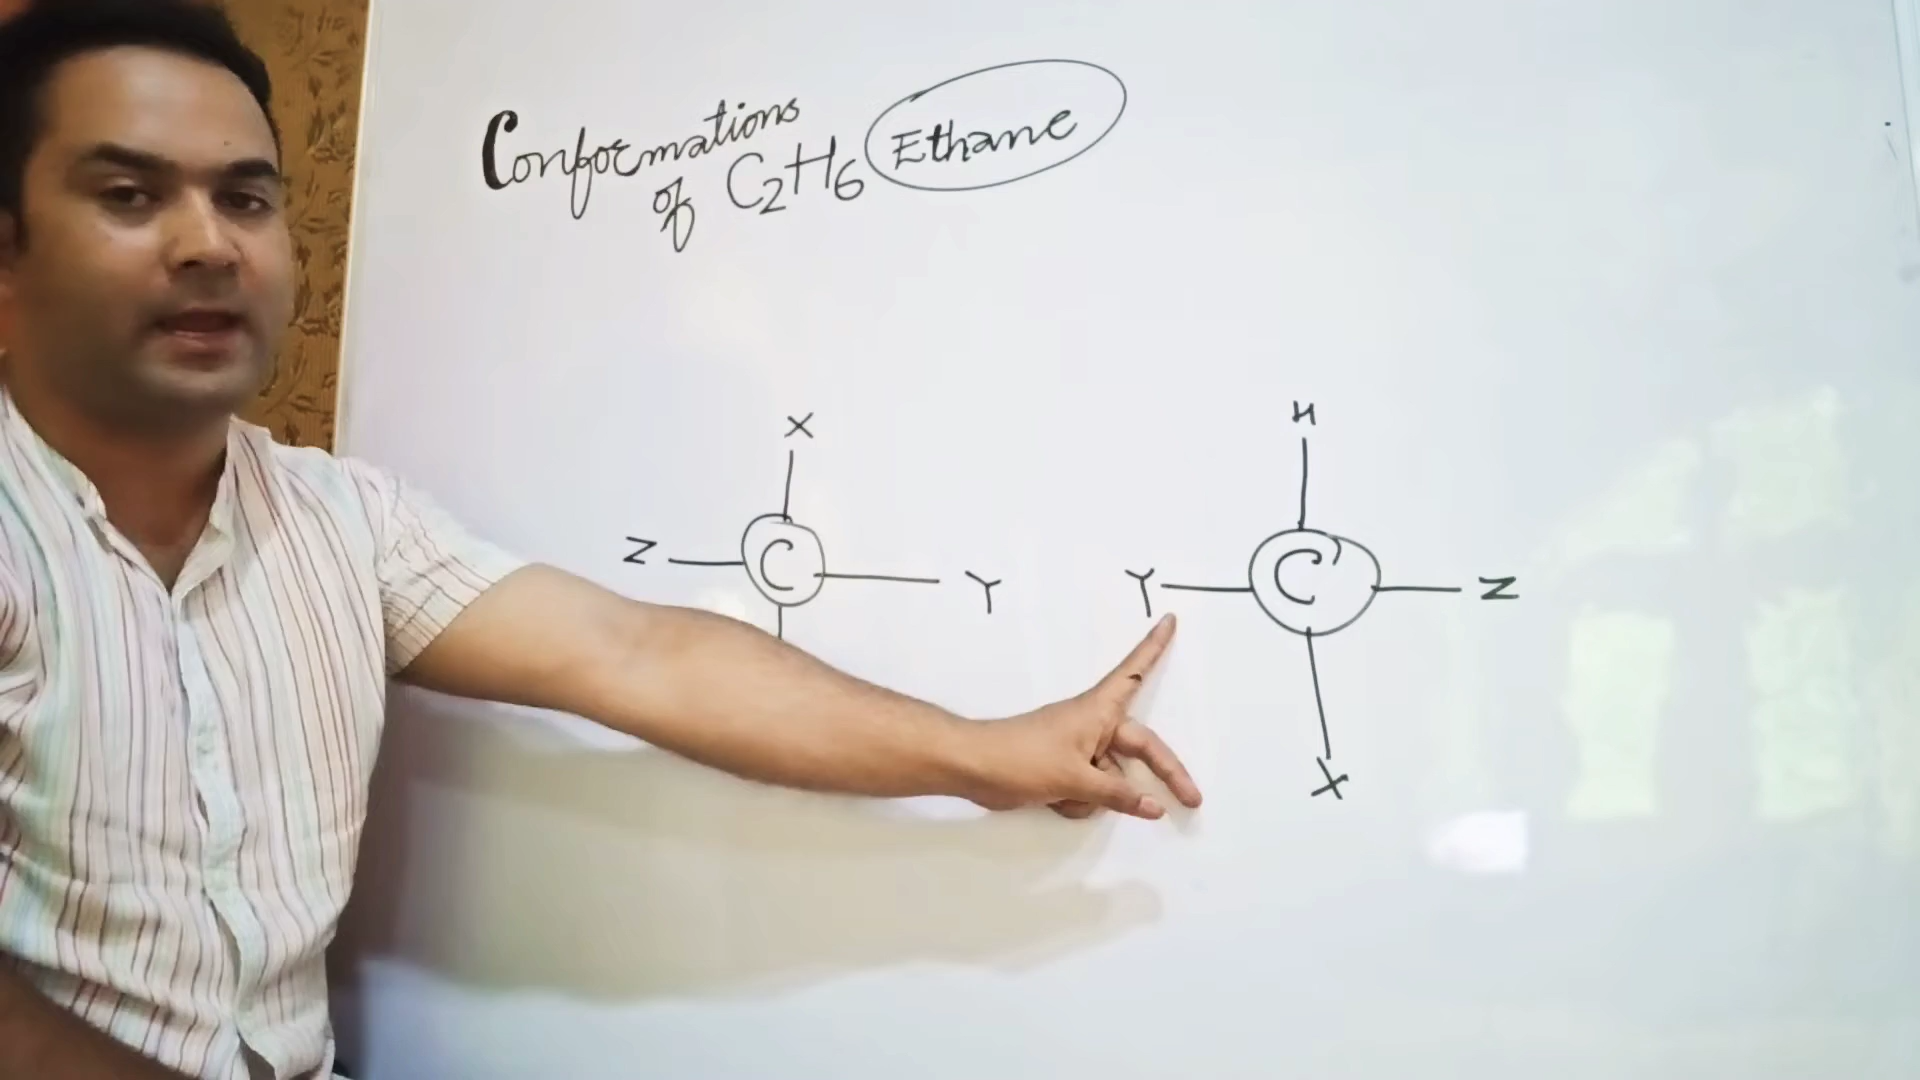 Conformations
of C2H6 Ethane
X
Z C Y
H
Y C' Z
X